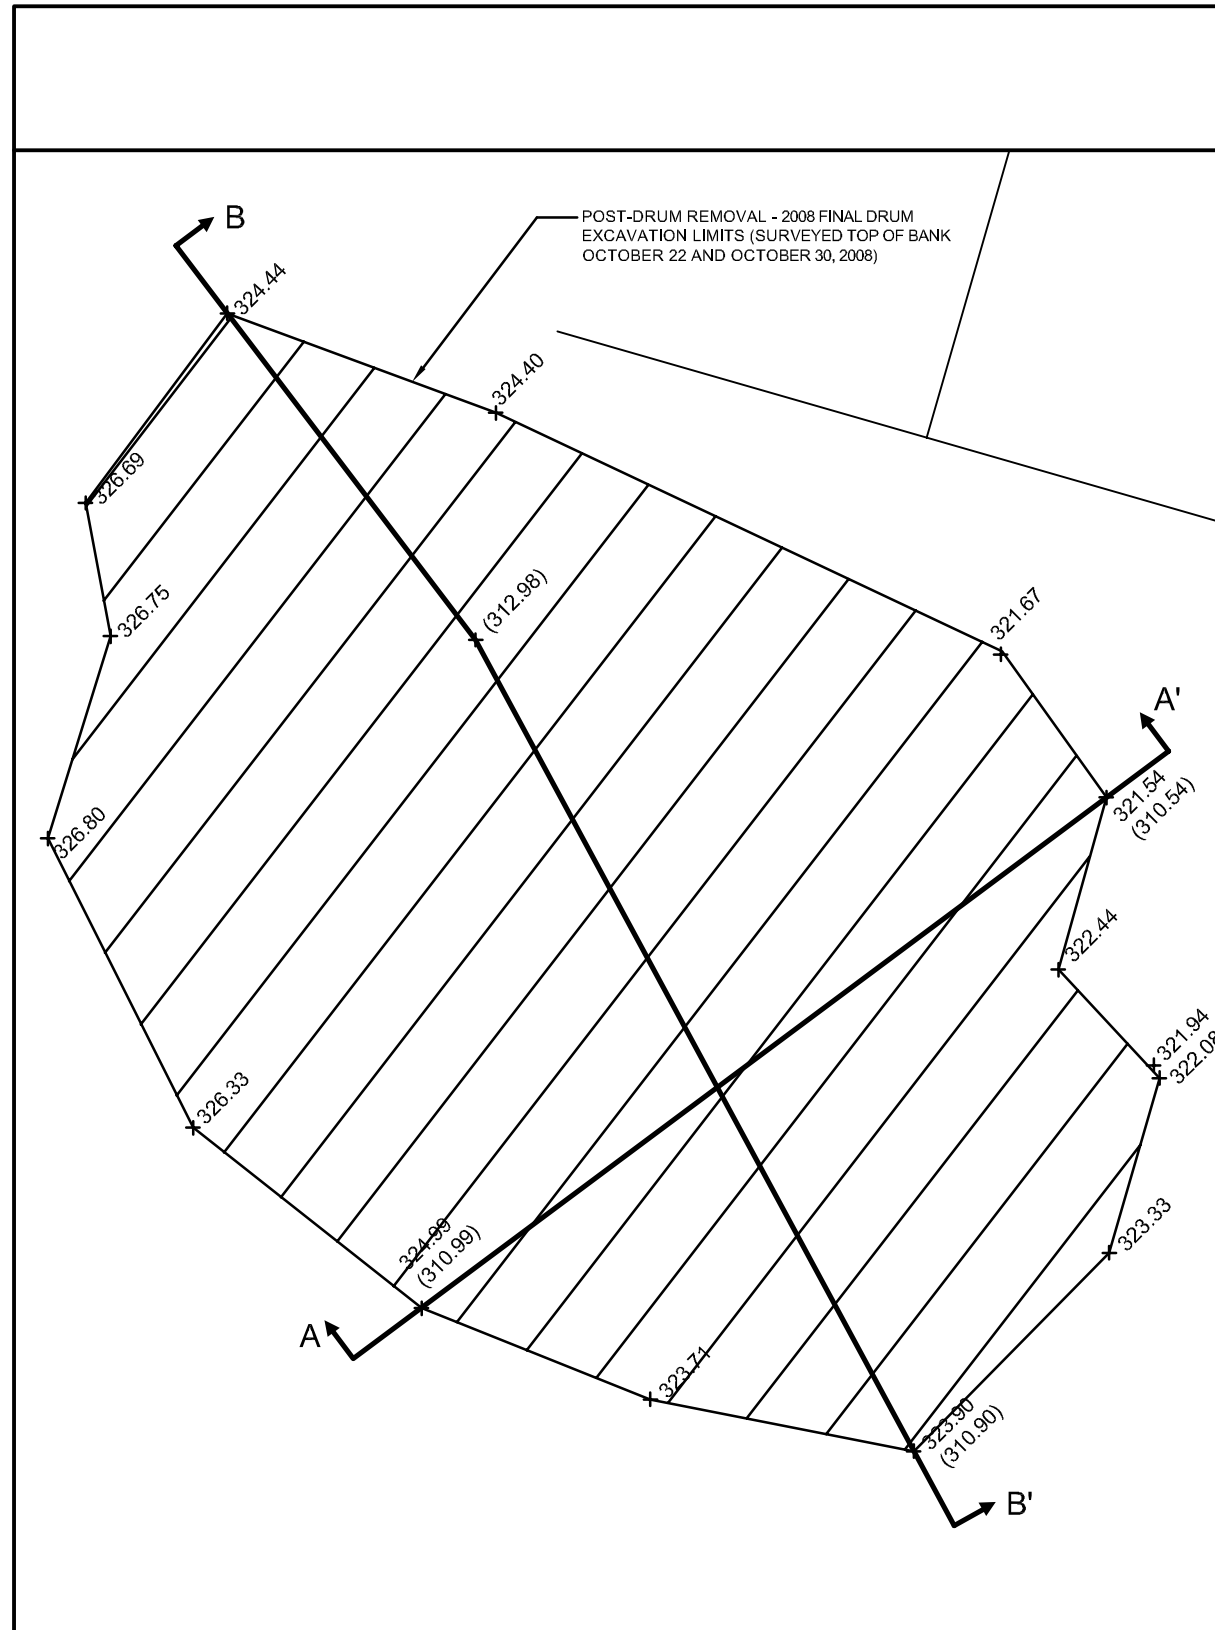 POST-DRUM REMOVAL - 2008 FINAL DRUM
EXCAVATION LIMITS (SURVEYED TOP OF BANK
OCTOBER 22 AND OCTOBER 30, 2008)
B
324.44
324.40
326.69
(312.98)
326.75
321.67
A'
321.54
(310.54)
326.80
322.44
321.94
322.08
326.33
323.33
324.99
(310.99)
A
323.71
323.90
(310.90)
B'